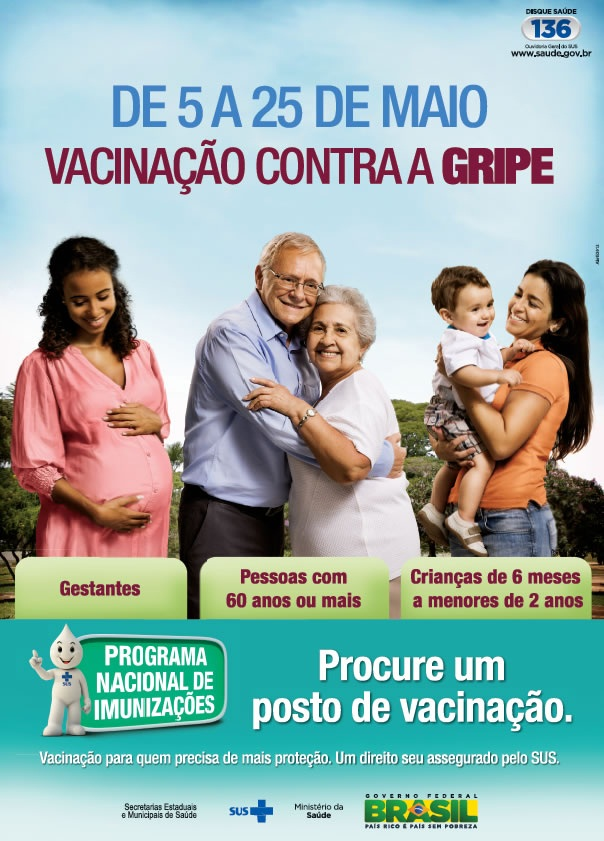 DISQUE SAÚDE
136
Ouvidoria Geral do SUS
www.saude.gov.br
DE 5 A 25 DE MAIO
VACINAÇÃO CONTRA A GRIPE
Gestantes
Pessoas com
60 anos ou mais
Crianças de 6 meses
a menores de 2 anos
SUS
PROGRAMA
NACIONAL DE
IMUNIZAÇÕES
Procure um
posto de vacinação.
Vacinação para quem precisa de mais proteção. Um direito seu assegurado pelo SUS.
Secretarias Estaduais
e Municipais de Saúde
SUS
Ministério da
Saúde
GOVERNO FEDERAL
BRASIL
PAÍS RICO É PAÍS SEM POBREZA